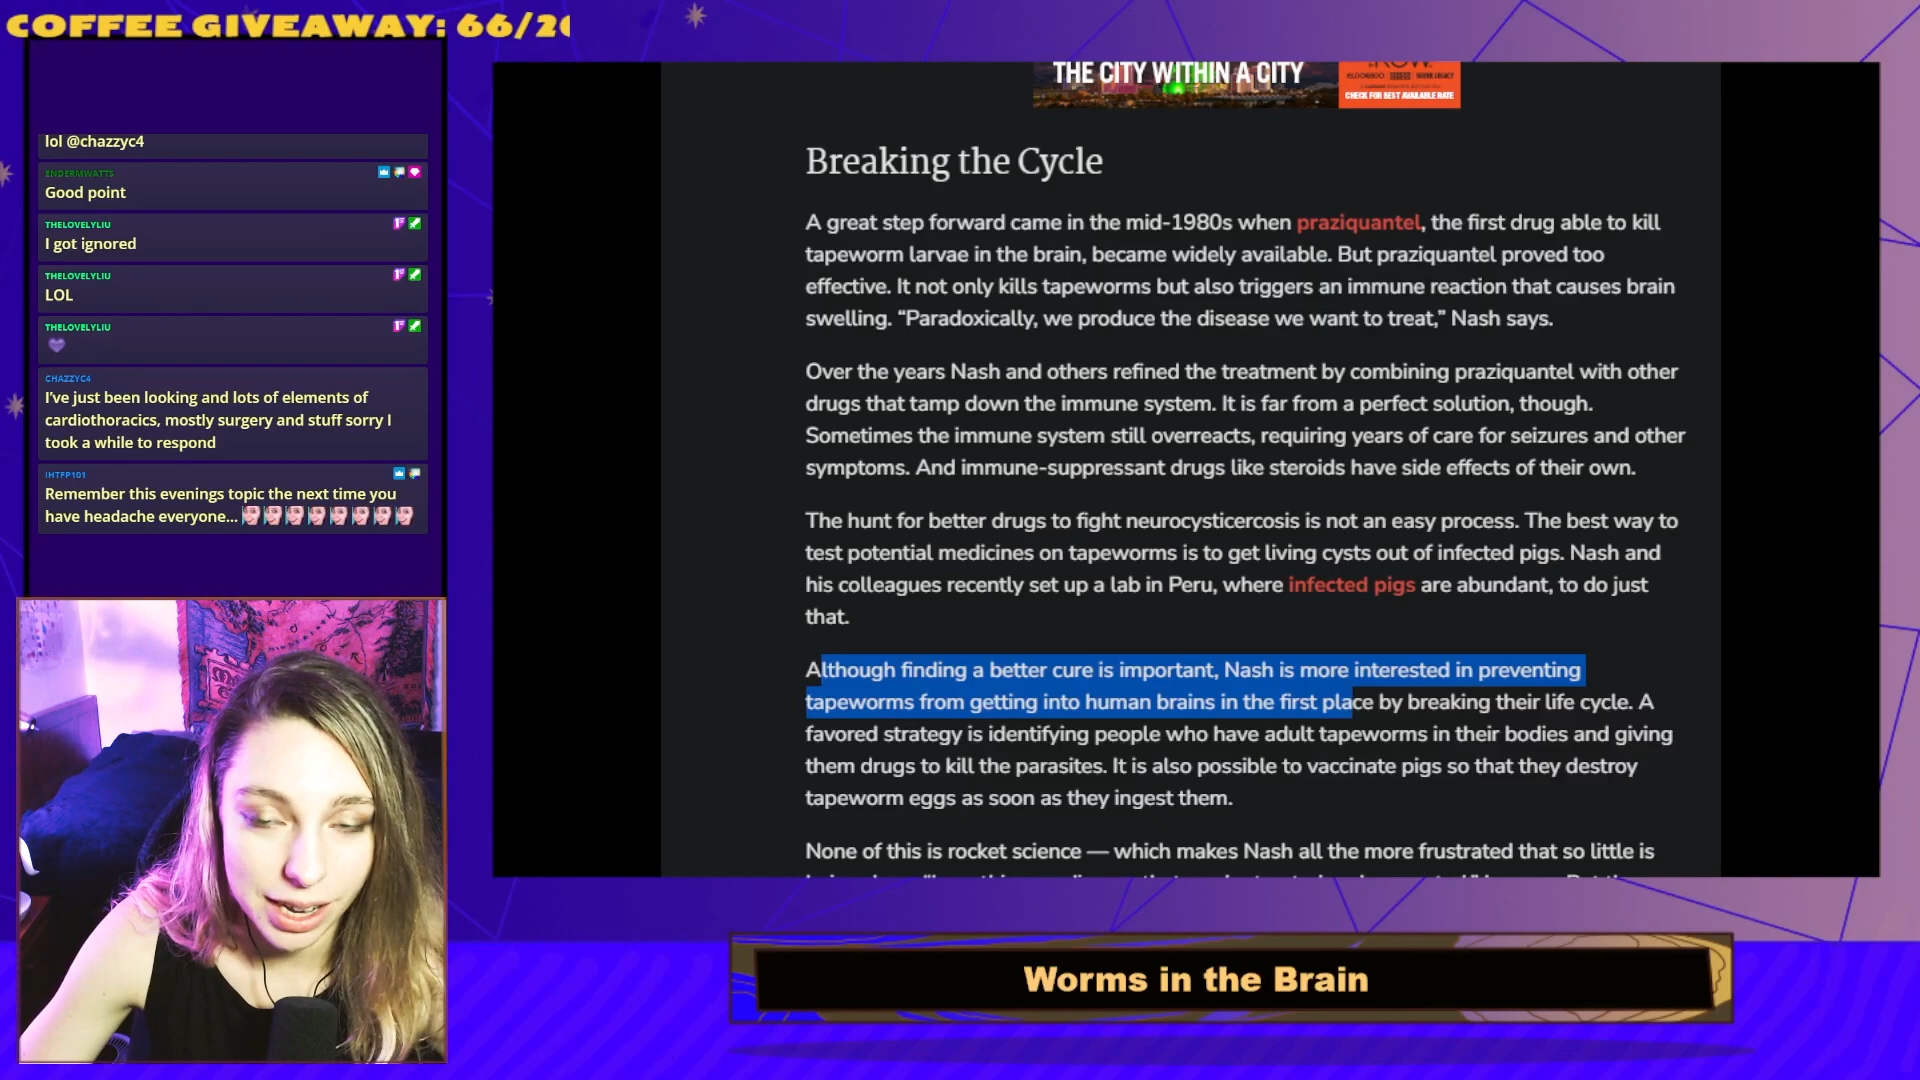 COFFEE GIVEAWAY: 66/20
lol @chazzyc4
ENDERMWATTS
Good point
THELOVELYLIU
I got ignored
THELOVELYLIU
LOL
THELOVELYLIU
CHAZZYC4
I've just been looking and lots of elements of
cardiothoracics, mostly surgery and stuff sorry I
took a while to respond
IHTFP101
Remember this evenings topic the next time you
have headache everyone...
THE CITY WITHIN A CITY
ROW
ELDORADO
SILVER LEGACY
CHECK FOR BEST AVAILABLE RATE
Breaking the Cycle
A great step forward came in the mid-1980s when praziquantel, the first drug able to kill
tapeworm larvae in the brain, became widely available. But praziquantel proved too
effective. It not only kills tapeworms but also triggers an immune reaction that causes brain
swelling. “Paradoxically, we produce the disease we want to treat,” Nash says.
Over the years Nash and others refined the treatment by combining praziquantel with other
drugs that tamp down the immune system. It is far from a perfect solution, though.
Sometimes the immune system still overreacts, requiring years of care for seizures and other
symptoms. And immune-suppressant drugs like steroids have side effects of their own.
The hunt for better drugs to fight neurocysticercosis is not an easy process. The best way to
test potential medicines on tapeworms is to get living cysts out of infected pigs. Nash and
his colleagues recently set up a lab in Peru, where infected pigs are abundant, to do just
that.
Although finding a better cure is important, Nash is more interested in preventing
tapeworms from getting into human brains in the first place by breaking their life cycle. A
favored strategy is identifying people who have adult tapeworms in their bodies and giving
them drugs to kill the parasites. It is also possible to vaccinate pigs so that they destroy
tapeworm eggs as soon as they ingest them.
None of this is rocket science — which makes Nash all the more frustrated that so little is
Worms in the Brain